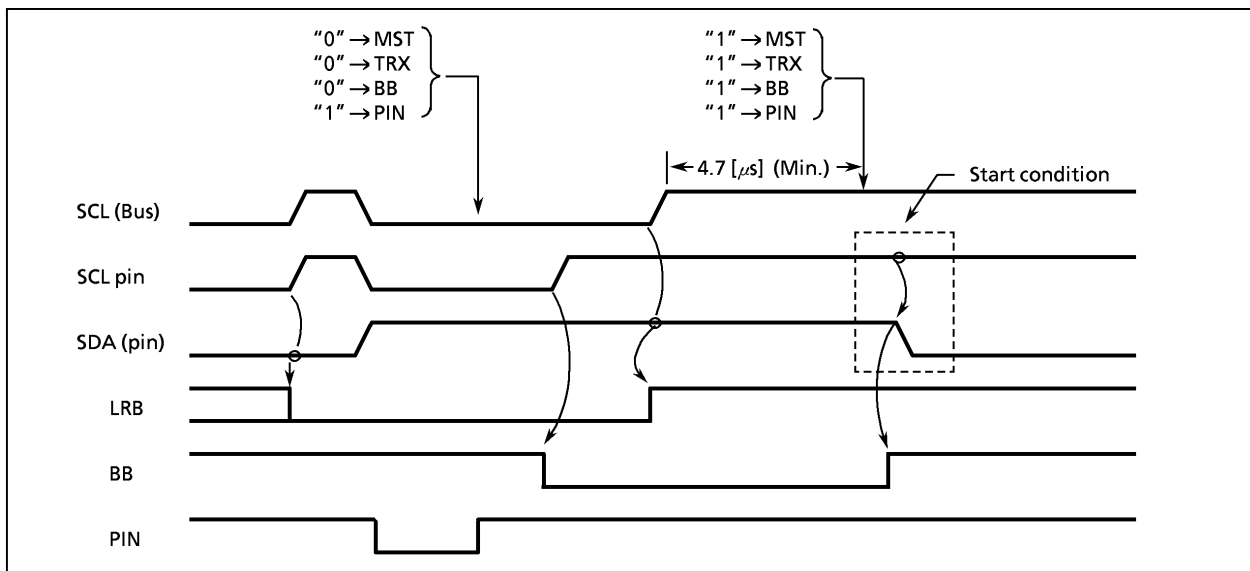 “0” → MST
“0” → TRX
“0” → BB
“1” → PIN
“1” → MST
“1” → TRX
“1” → BB
“1” → PIN
4.7 [μs] (Min.)
Start condition
SCL (Bus)
SCL pin
SDA (pin)
LRB
BB
PIN